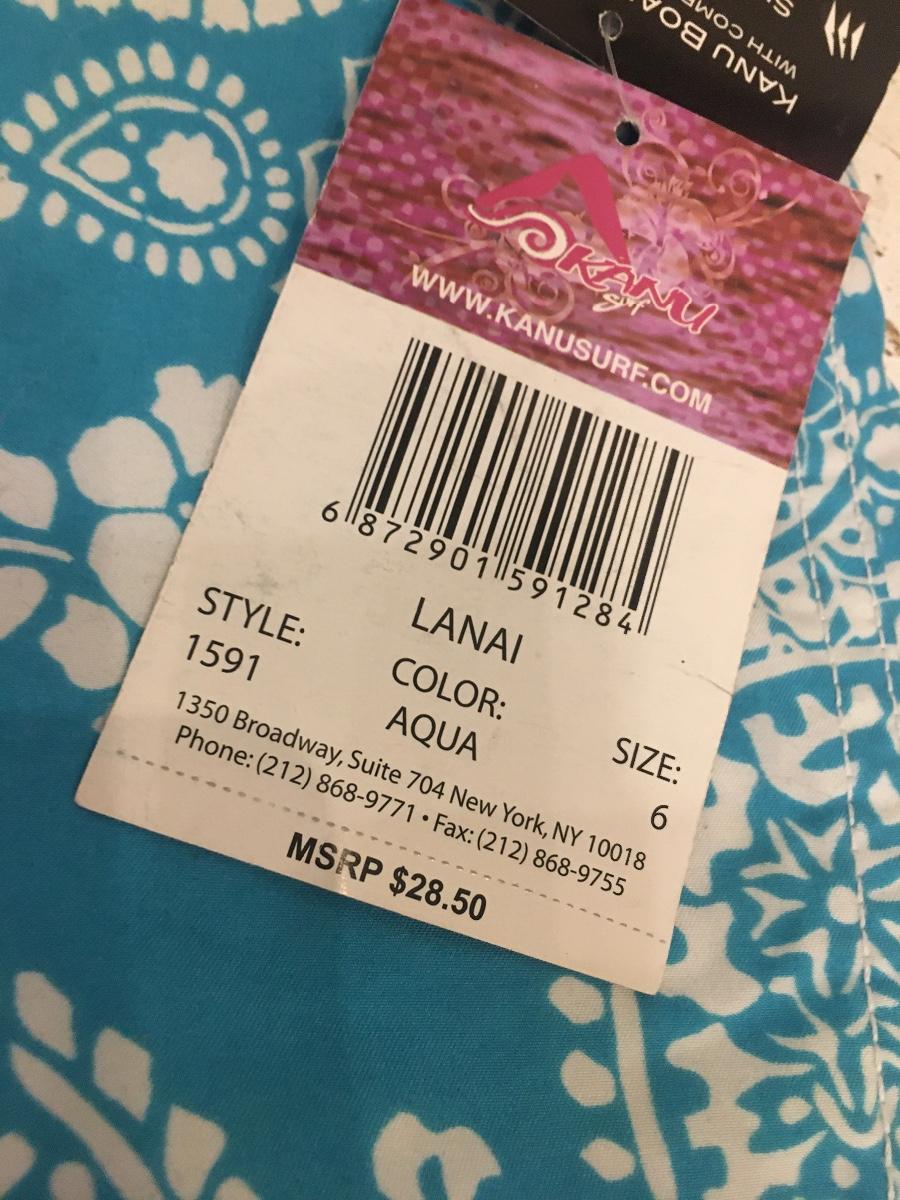 KANU BOA
WITH COMF
KANU
Surf
WWW.KANUSURF.COM
6 872901 591284
STYLE:
1591
LANAI
COLOR:
AQUA
SIZE:
6
1350 Broadway, Suite 704 New York, NY 10018
Phone: (212) 868-9771 • Fax: (212) 868-9755
MSRP $28.50